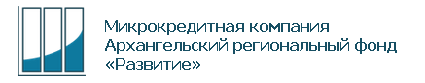 Микрокредитная компания
Архангельский региональный фонд
«Развитие»